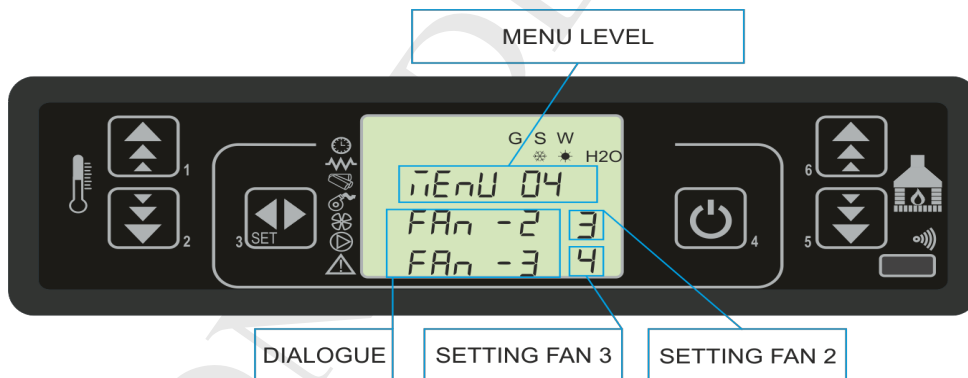 MENU LEVEL
G S W
H2O
MEnU 04
FAn -2 3
FAn -3 4
1
2
3 SET
4
6
5
DIALOGUE
SETTING FAN 3
SETTING FAN 2